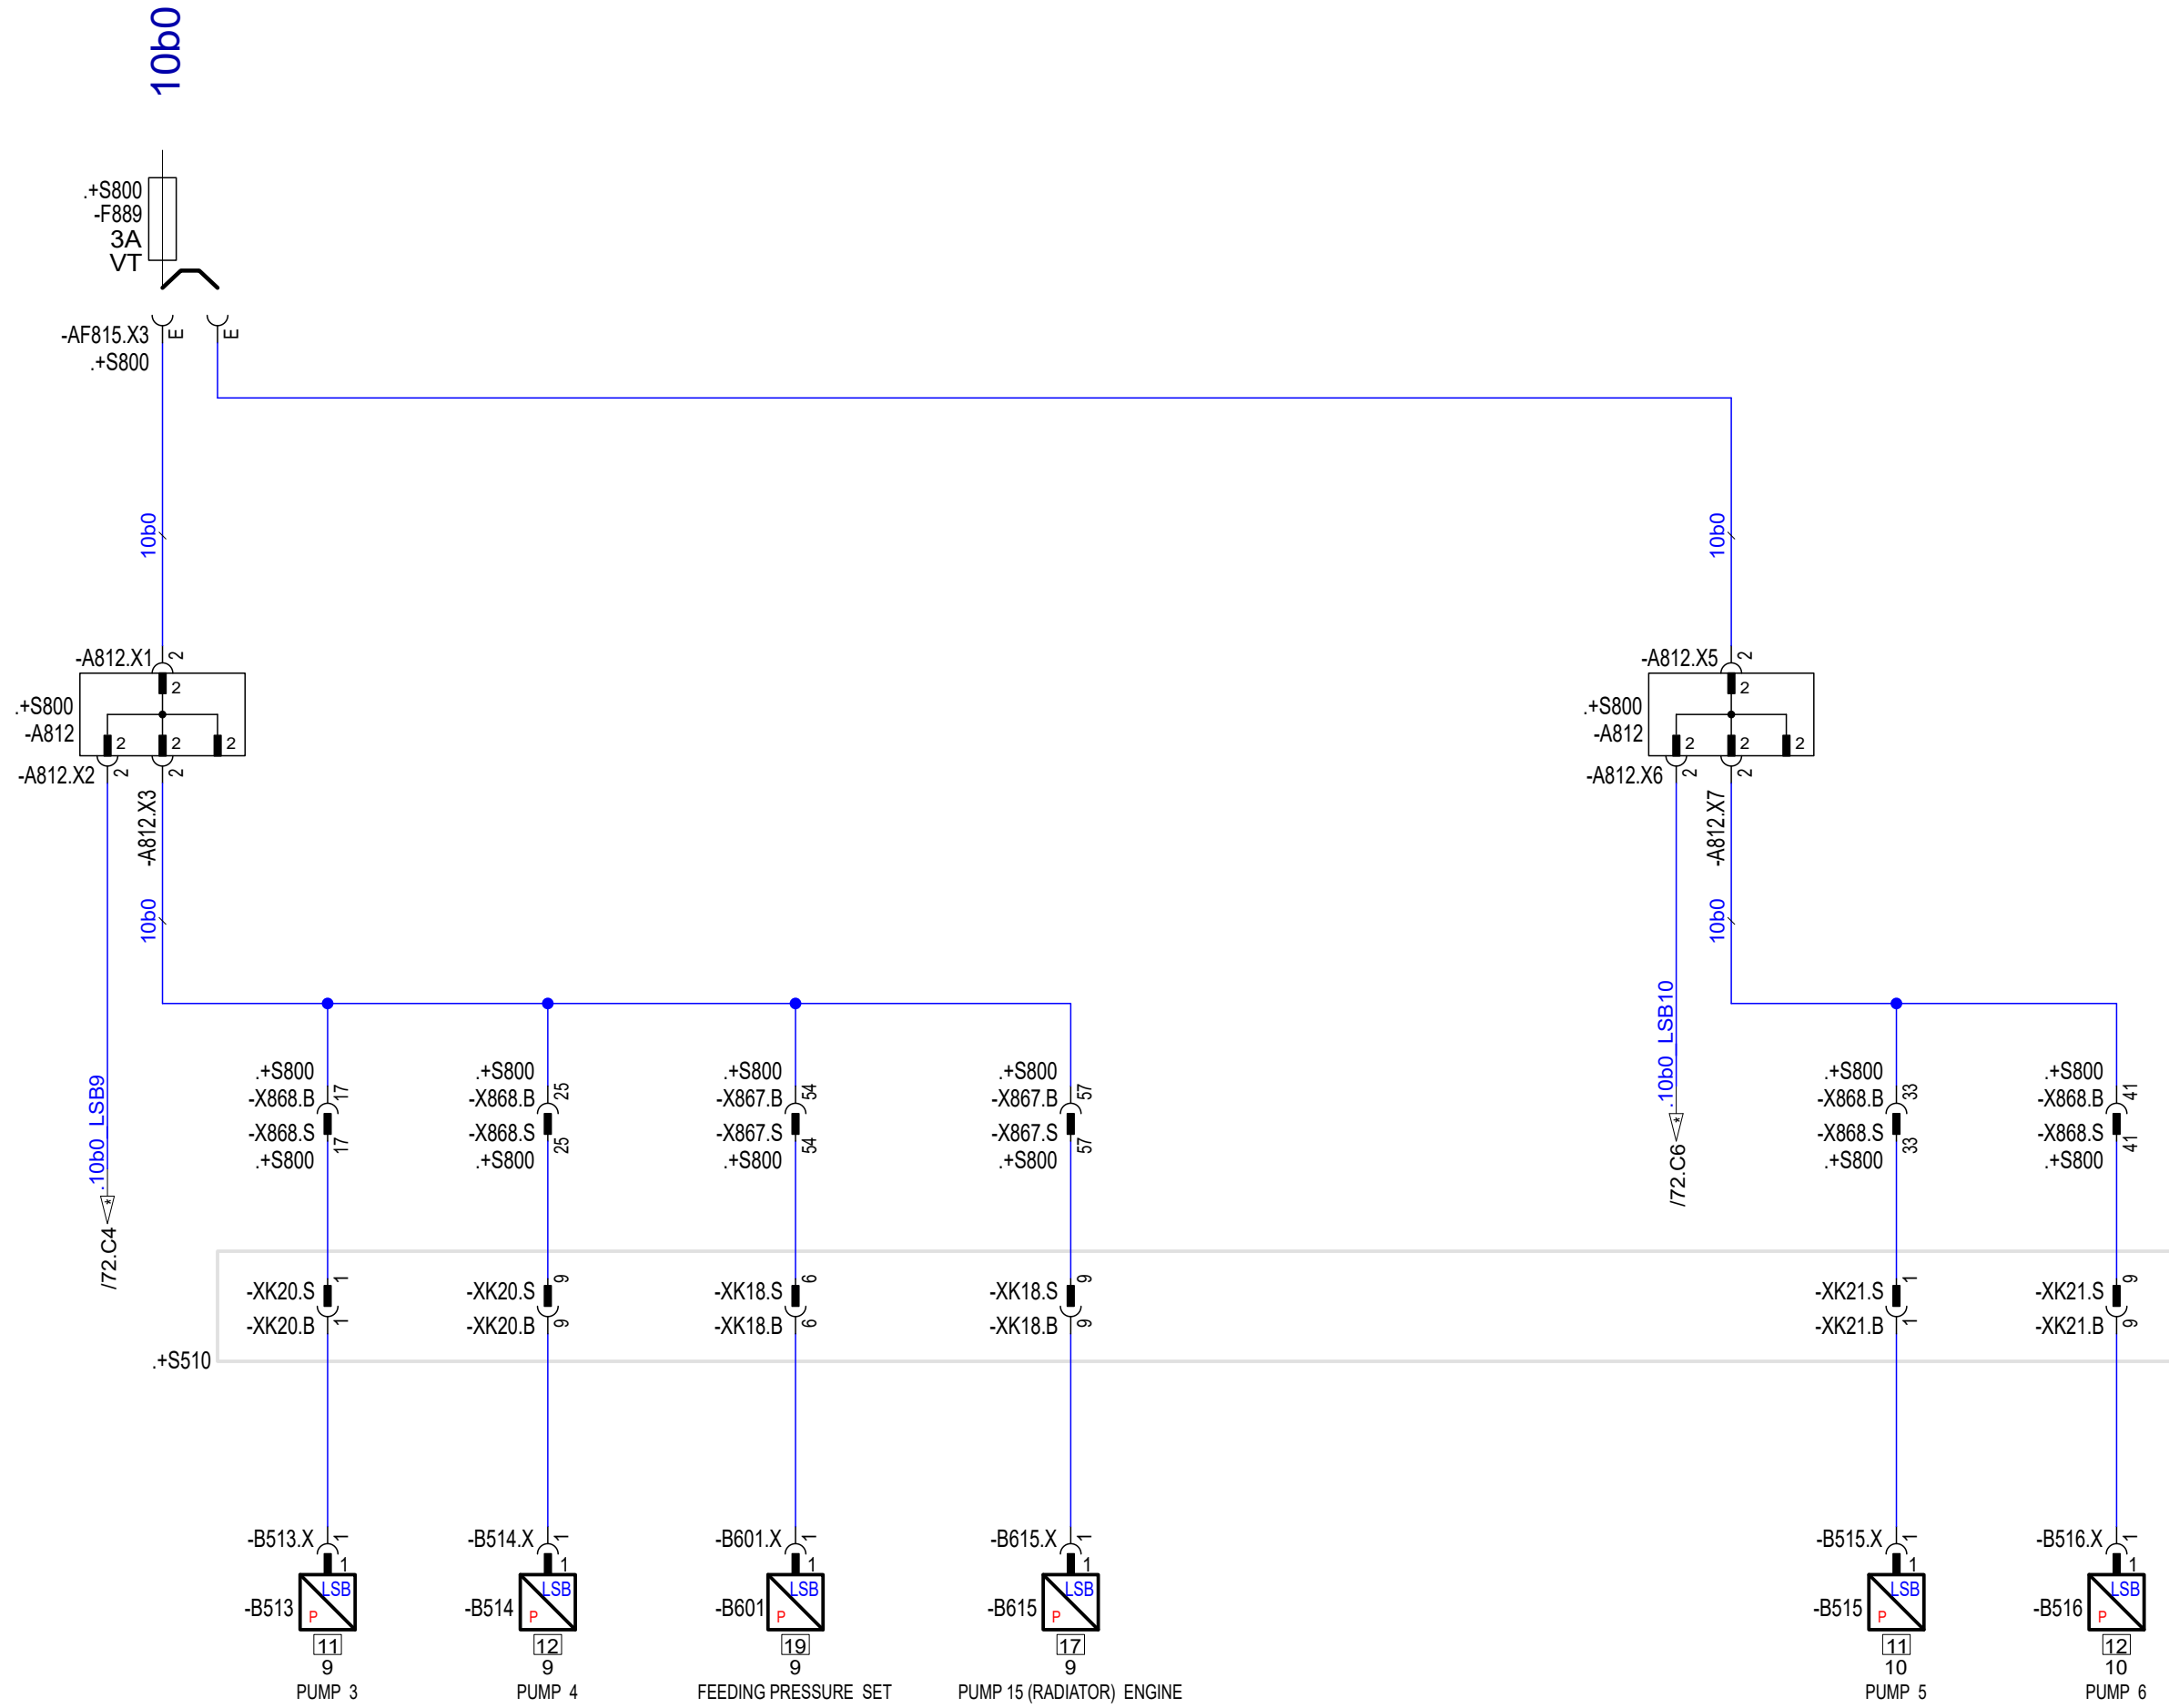 10b0
.+S800
-F889
3A
VT
-AF815.X3 E E
.+S800
10b0 10b0
-A812.X1 2 -A812.X5 2
2 2
.+S800 .+S800
-A812 2 2 2 -A812 2 2 2
-A812.X2 2 2 -A812.X6 2 2
-A812.X3 -A812.X7
10b0 10b0
.10b0 LSB9 .10b0 LSB10
* *
/72.C4 /72.C6
.+S800 .+S800 .+S800 .+S800 .+S800 .+S800
-X868.B 17 -X868.B 25 -X867.B 54 -X867.B 57 -X868.B 33 -X868.B 41
-X868.S 17 -X868.S 25 -X867.S 54 -X867.S 57 -X868.S 33 -X868.S 41
.+S800 .+S800 .+S800 .+S800 .+S800 .+S800
-XK20.S 1 -XK20.S 9 -XK18.S 6 -XK18.S 9 -XK21.S 1 -XK21.S 9
-XK20.B 1 -XK20.B 9 -XK18.B 6 -XK18.B 9 -XK21.B 1 -XK21.B 9
.+S510
-B513.X 1 -B514.X 1 -B601.X 1 -B615.X 1 -B515.X 1 -B516.X 1
1 1 1 1 1 1
LSB LSB LSB LSB LSB LSB
-B513 P -B514 P -B601 P -B615 P -B515 P -B516 P
11 12 19 17 11 12
9 9 9 9 10 10
PUMP 3 PUMP 4 FEEDING PRESSURE SET PUMP 15 (RADIATOR) ENGINE PUMP 5 PUMP 6